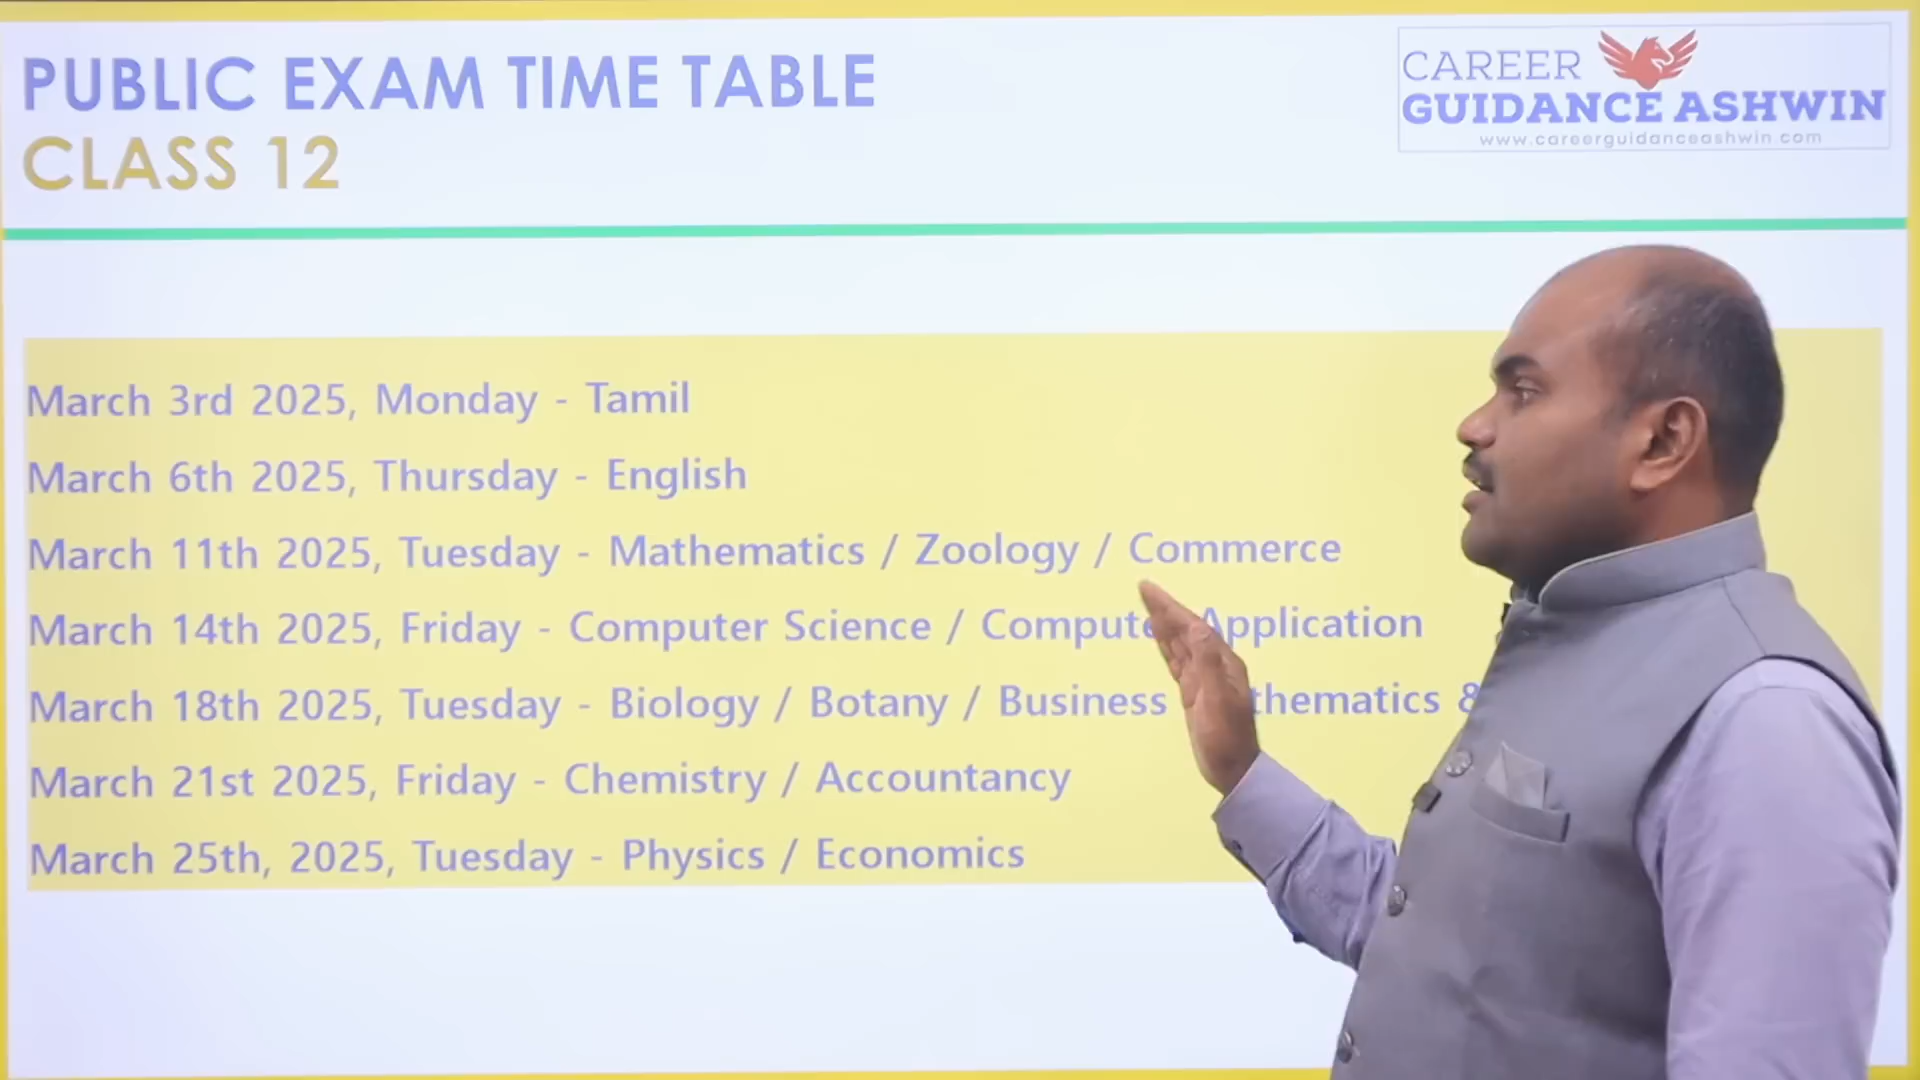 PUBLIC EXAM TIME TABLE
CLASS 12
CAREER
GUIDANCE ASHWIN
www.careerguidanceashwin.com
March 3rd 2025, Monday - Tamil
March 6th 2025, Thursday - English
March 11th 2025, Tuesday - Mathematics / Zoology / Commerce
March 14th 2025, Friday - Computer Science / Computer Application
March 18th 2025, Tuesday - Biology / Botany / Business Mathematics &
March 21st 2025, Friday - Chemistry / Accountancy
March 25th, 2025, Tuesday - Physics / Economics